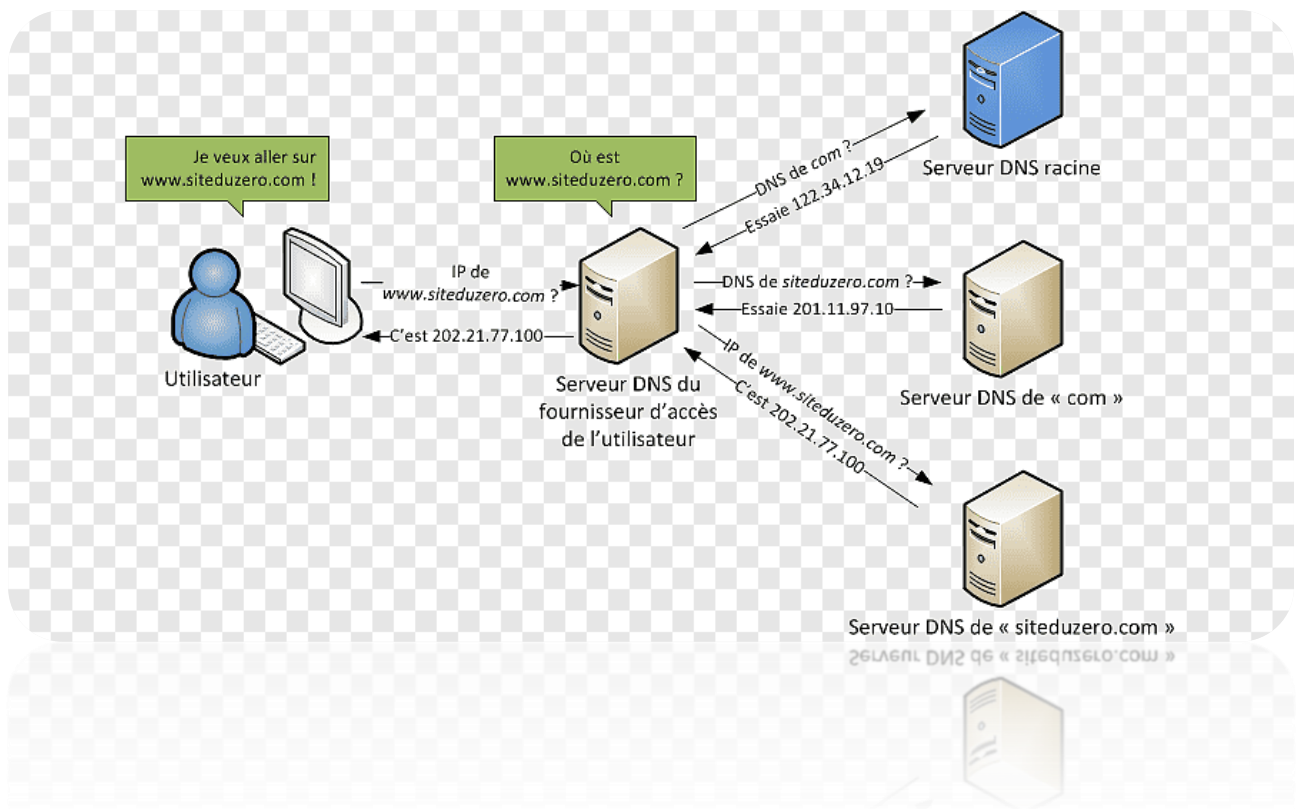 Je veux aller sur
www.siteduzero.com !
Où est
www.siteduzero.com ?
DNS de com ?
Essaie 122.34.12.19
Serveur DNS racine
IP de
www.siteduzero.com ?
C’est 202.21.77.100
DNS de siteduzero.com ?
Essaie 201.11.97.10
Utilisateur
Serveur DNS du
fournisseur d’accès
de l’utilisateur
Serveur DNS de « com »
IP de www.siteduzero.com ?
C’est 202.21.77.100
Serveur DNS de « siteduzero.com »